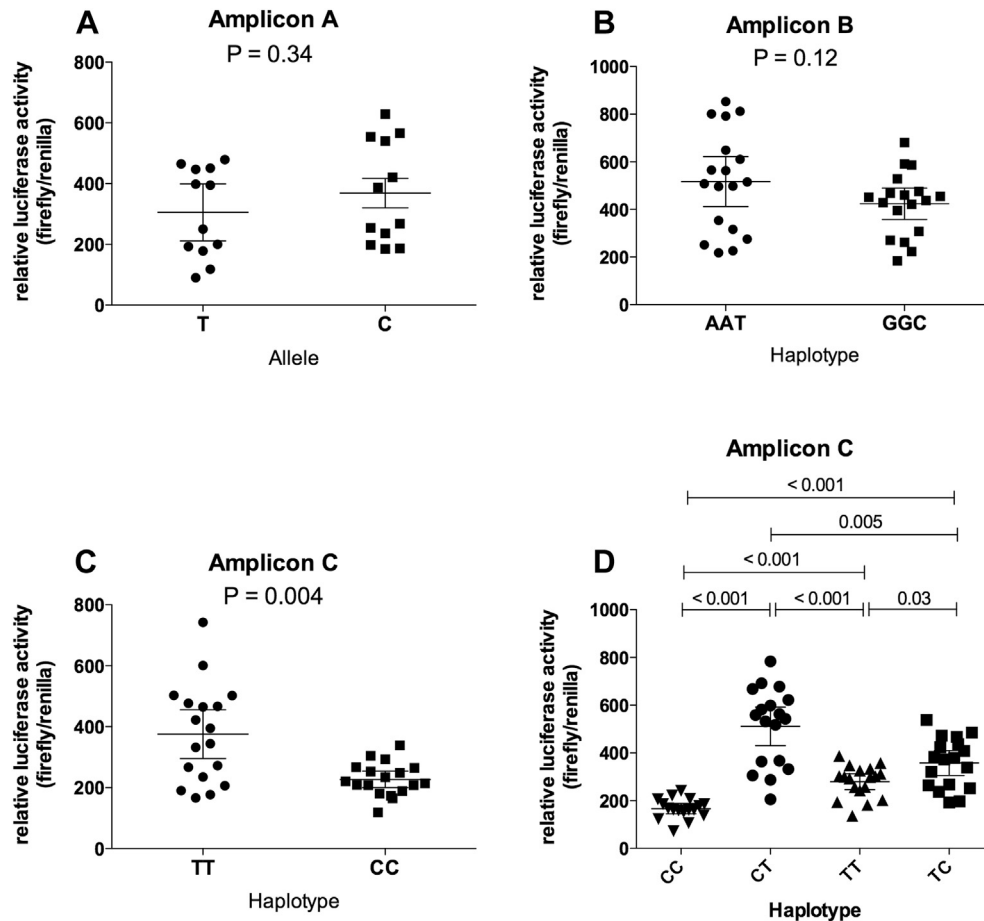 A
Amplicon A
P = 0.34
relative luciferase activity
(firefly/renilla)
800
600
400
200
0
T C
Allele
B
Amplicon B
P = 0.12
relative luciferase activity
(firefly/renilla)
1000
800
600
400
200
0
AAT GGC
Haplotype
C
Amplicon C
P = 0.004
relative luciferase activity
(firefly/renilla)
800
600
400
200
0
TT CC
Haplotype
Amplicon C
< 0.001
0.005
D
< 0.001
< 0.001 < 0.001 0.03
relative luciferase activity
(firefly/renilla)
1000
800
600
400
200
0
CC CT TT TC
Haplotype